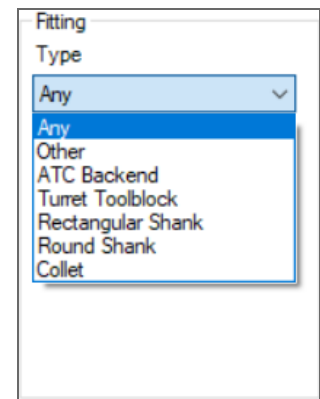 Fitting
Type
Any
Any
Other
ATC Backend
Turret Toolblock
Rectangular Shank
Round Shank
Collet